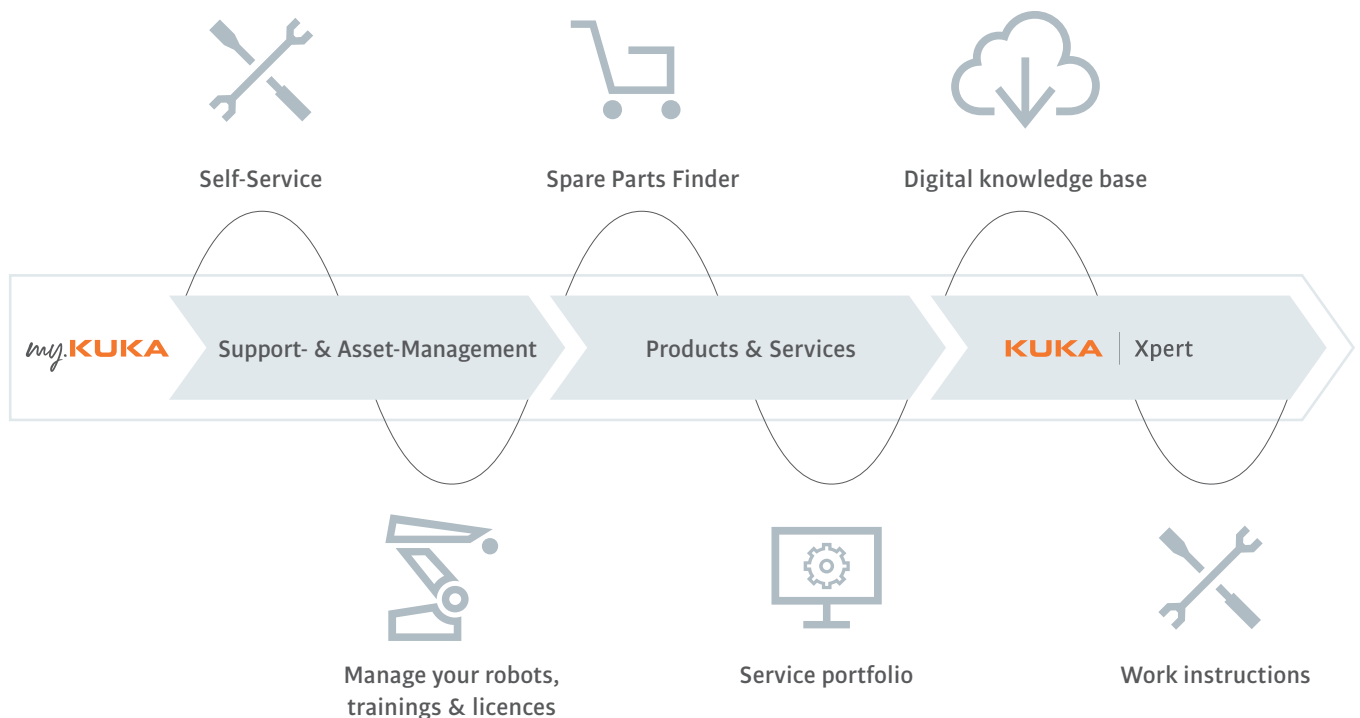 Self-Service
Spare Parts Finder
Digital knowledge base
my.KUKA
Support- & Asset-Management
Products & Services
KUKA | Xpert
Manage your robots,
trainings & licences
Service portfolio
Work instructions